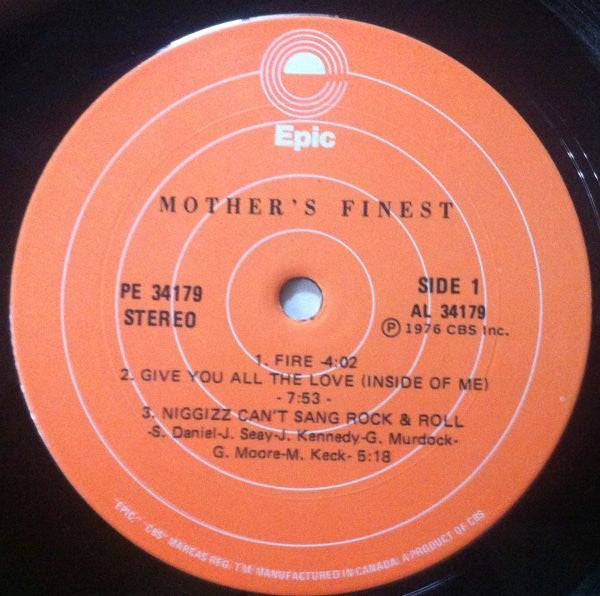 Epic
MOTHER'S FINEST
PE 34179
STEREO
SIDE 1
AL 34179
Ⓟ 1976 CBS Inc.
1. FIRE -4:02
2. GIVE YOU ALL THE LOVE (INSIDE OF ME)
- 7:53 -
3. NIGGIZZ CAN'T SANG ROCK & ROLL
-S. Daniel-J. Seay-J. Kennedy-G. Murdock-
G. Moore-M. Keck- 5:18
"EPIC," "CBS" MARCAS REG. T.M. MANUFACTURED IN CANADA: A PRODUCT OF CBS